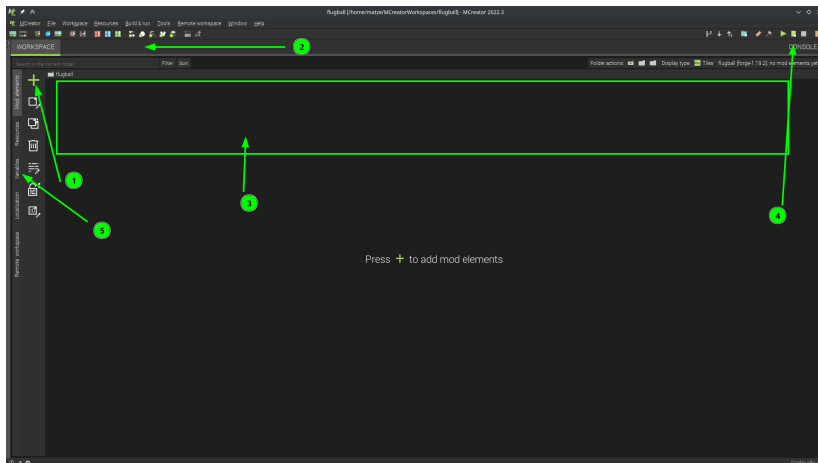 flugball [/home/matze/MCreatorWorkspaces/flugball] - MCreator 2022.3
MCreator File Workspace Resources Build & run Tools Remote workspace Window Help
WORKSPACE
2
CONSOLE
Search in the current folder
Filter Sort
Folder actions: Display type: Tiles flugball [forge-1.19.2]: no mod elements yet
flugball
Mod elements
Resources
Variables
Localization
Remote workspace
1
3
4
5
Press + to add mod elements
Gradle idle